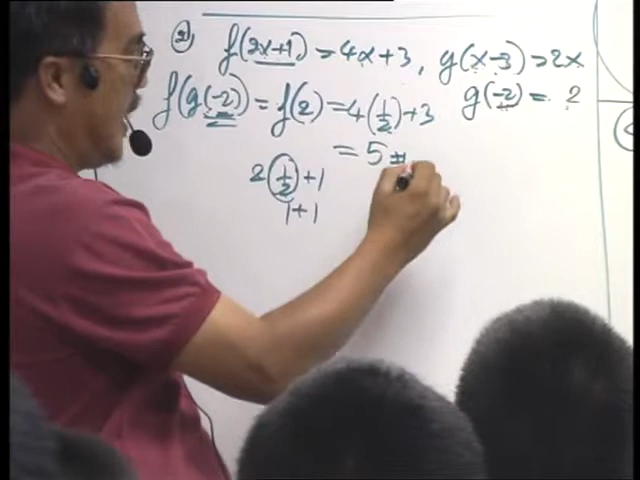 ② f(2x+1) = 4x+3, g(x-3) = 2x
f(g(-2)) = f(2) = 4(1/2)+3 g(-2) = 2
= 5 #
2(1/2)+1
1+1